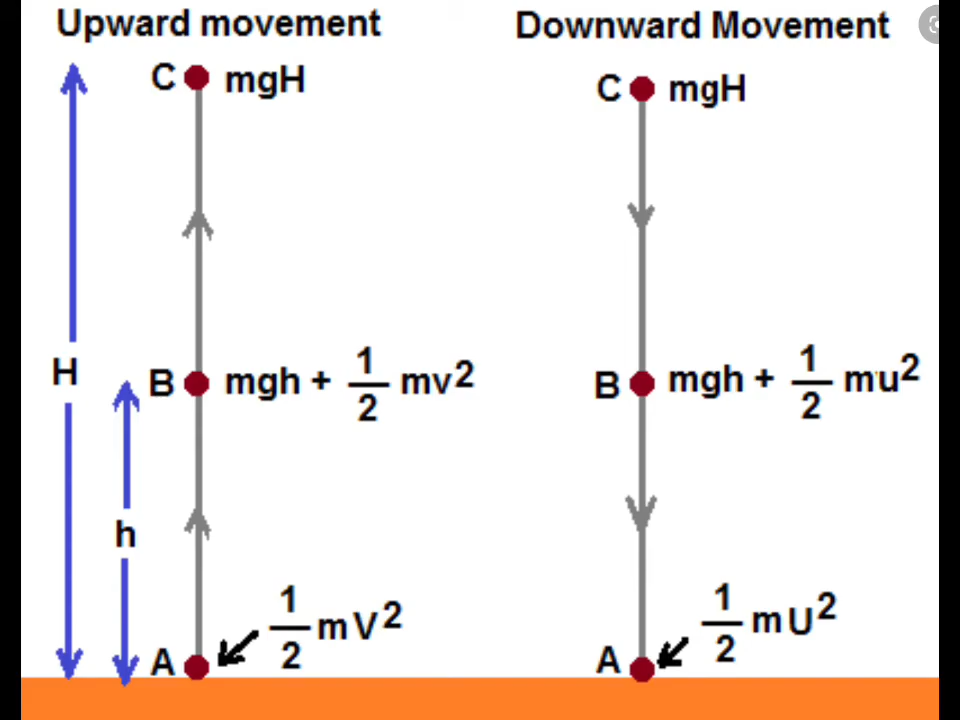 Upward movement
C mgH
H
B mgh + 1/2 mv²
h
1/2 mV²
A
Downward Movement
C mgH
B mgh + 1/2 mu²
1/2 mU²
A